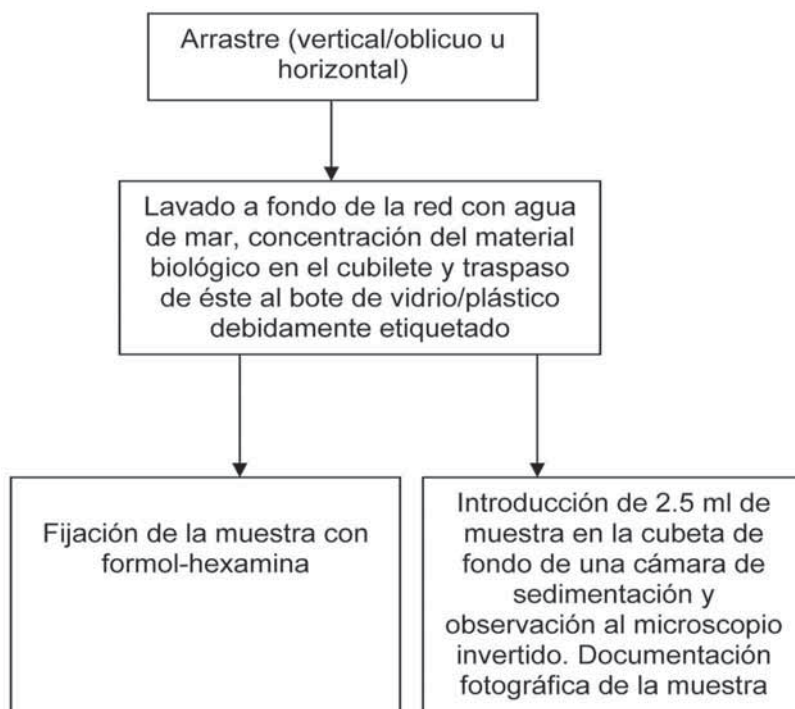 Arrastre (vertical/oblicuo u
horizontal)
Lavado a fondo de la red con agua
de mar, concentración del material
biológico en el cubilete y traspaso
de éste al bote de vidrio/plástico
debidamente etiquetado
Fijación de la muestra con
formol-hexamina
Introducción de 2.5 ml de
muestra en la cubeta de
fondo de una cámara de
sedimentación y
observación al microscopio
invertido. Documentación
fotográfica de la muestra